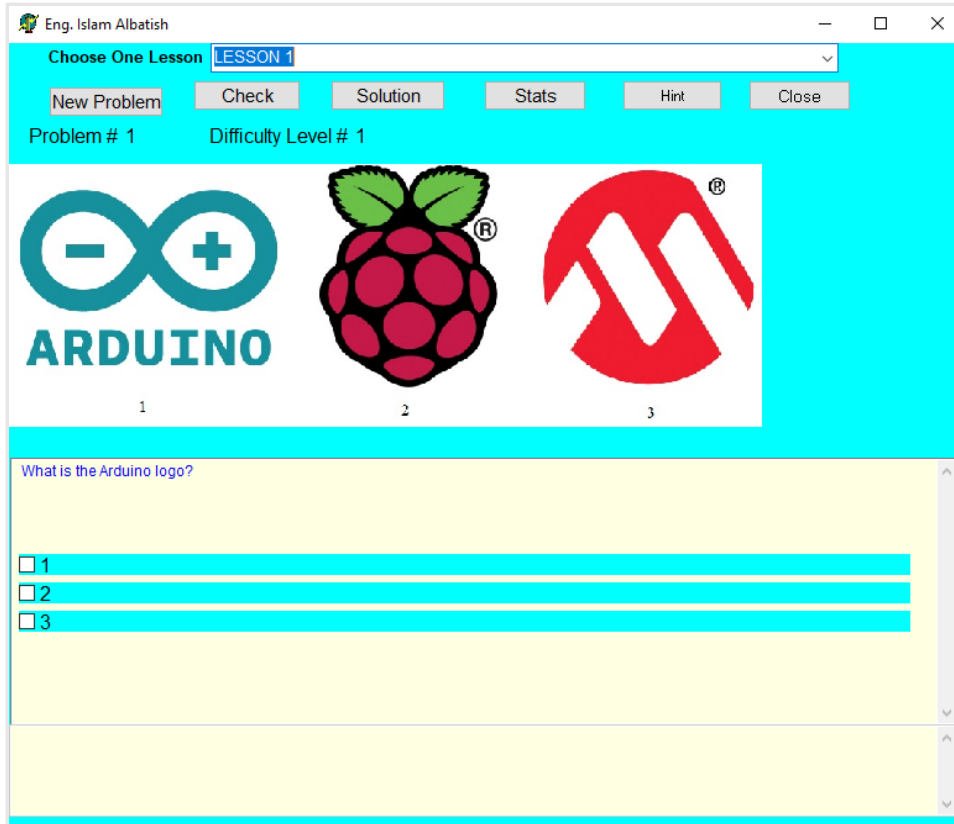 Eng. Islam Albatish
Choose One Lesson LESSON 1
New Problem Check Solution Stats Hint Close
Problem # 1 Difficulty Level # 1
®
®
ARDUINO
1 2 3
What is the Arduino logo?
1
2
3